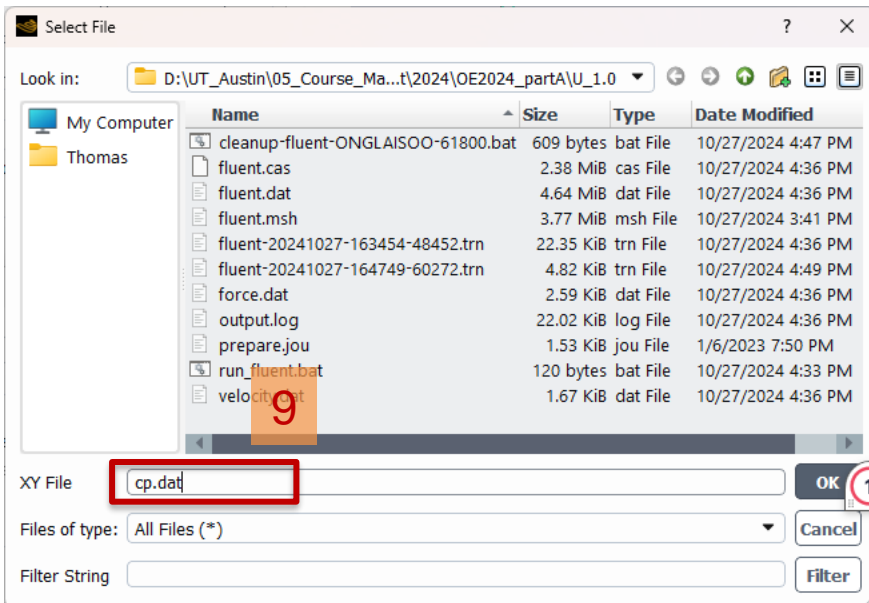 Select File ? ×
Look in: D:\UT_Austin\05_Course_Ma...t\2024\OE2024_partA\U_1.0
My Computer
Thomas
Name Size Type Date Modified
cleanup-fluent-ONGLAISOO-61800.bat 609 bytes bat File 10/27/2024 4:47 PM
fluent.cas 2.38 MiB cas File 10/27/2024 4:36 PM
fluent.dat 4.64 MiB dat File 10/27/2024 4:36 PM
fluent.msh 3.77 MiB msh File 10/27/2024 3:41 PM
fluent-20241027-163454-48452.trn 22.35 KiB trn File 10/27/2024 4:36 PM
fluent-20241027-164749-60272.trn 4.82 KiB trn File 10/27/2024 4:49 PM
force.dat 2.59 KiB dat File 10/27/2024 4:36 PM
output.log 22.02 KiB log File 10/27/2024 4:36 PM
prepare.jou 1.53 KiB jou File 1/6/2023 7:50 PM
run_fluent.bat 120 bytes bat File 10/27/2024 4:33 PM
velocity.dat 1.67 KiB dat File 10/27/2024 4:36 PM
9
XY File cp.dat OK
Files of type: All Files (*) Cancel
Filter String Filter